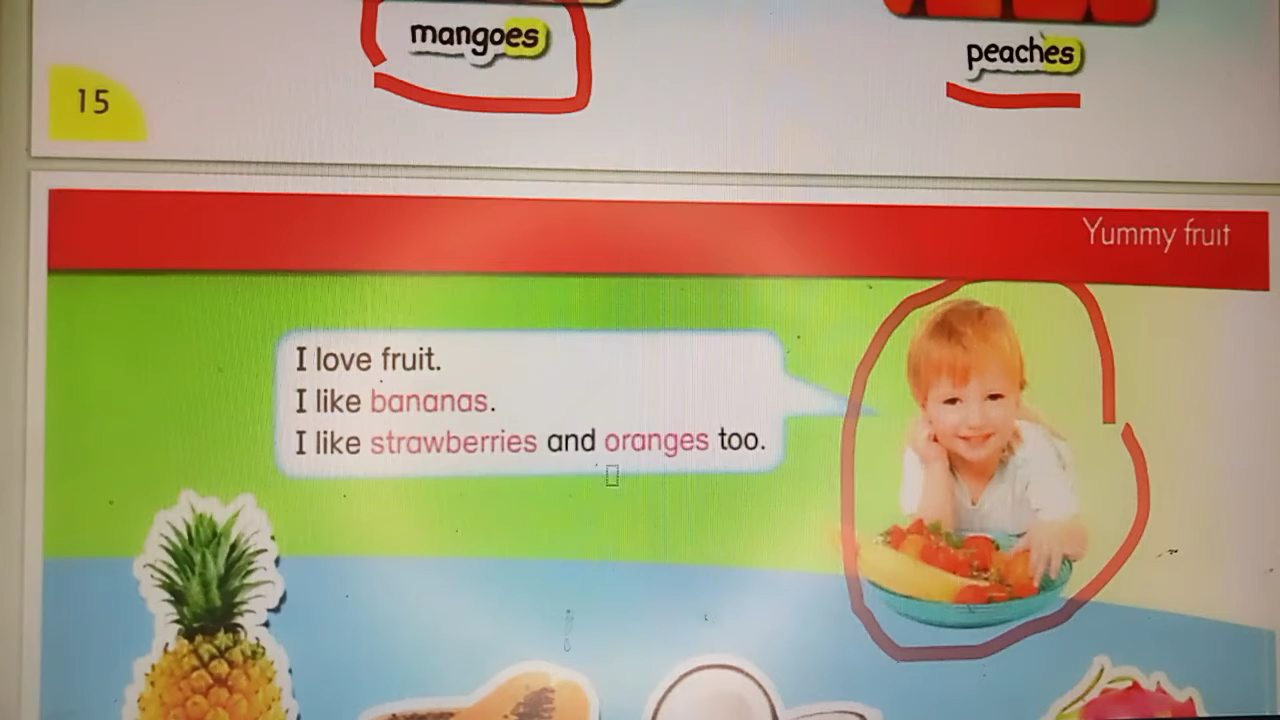 mangoes
peaches
15
Yummy fruit
I love fruit.
I like bananas.
I like strawberries and oranges too.